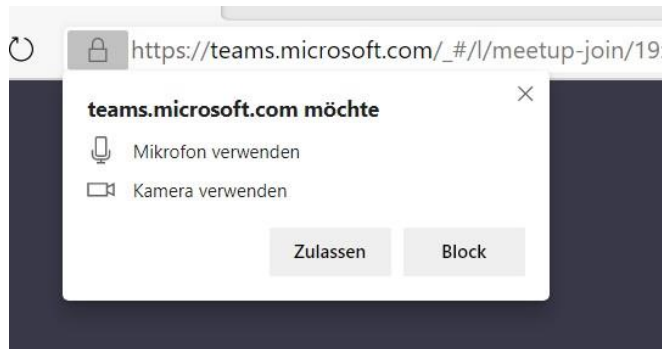 https://teams.microsoft.com/_#/l/meetup-join/19:
teams.microsoft.com möchte
Mikrofon verwenden
Kamera verwenden
Zulassen Block